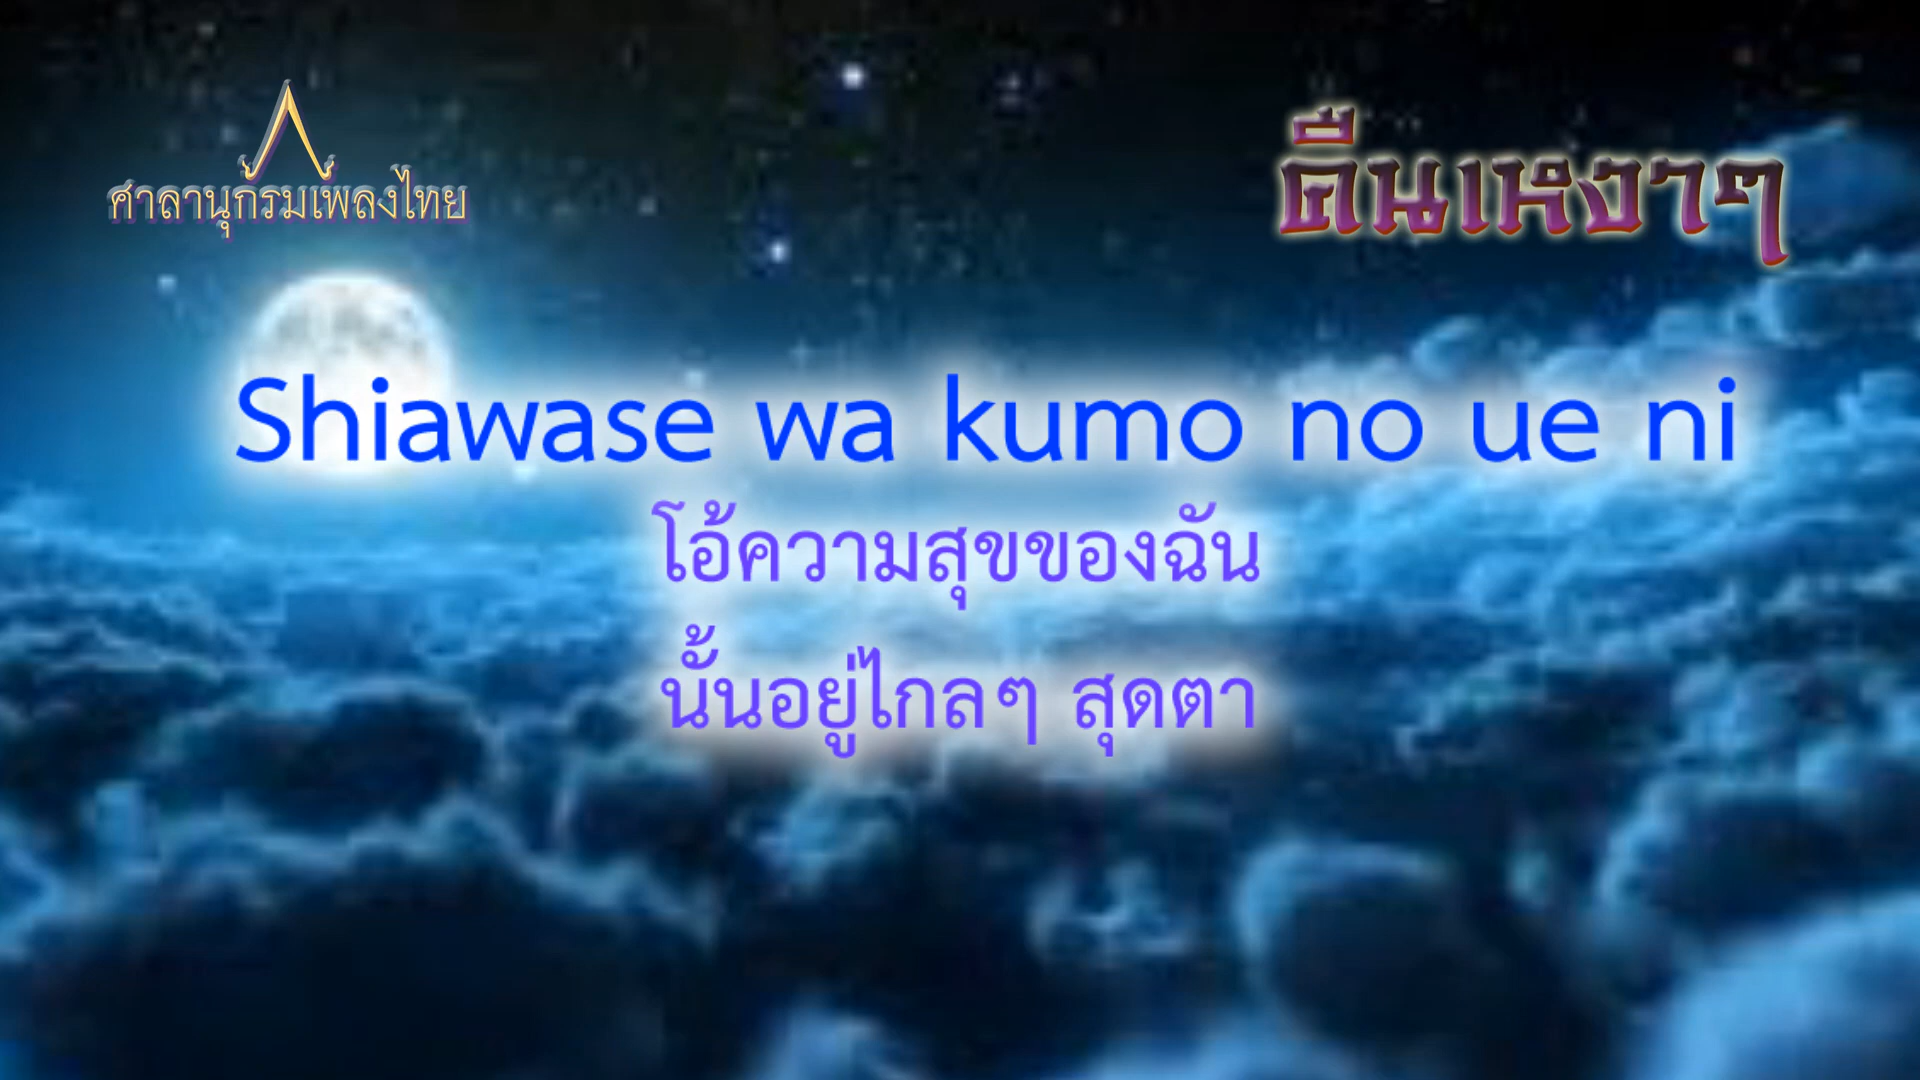 ศาลานุกรมเพลงไทย
คืนเหงาๆ
Shiawase wa kumo no ue ni
โอ้ความสุขของฉัน
นั้นอยู่ไกลๆ สุดตา